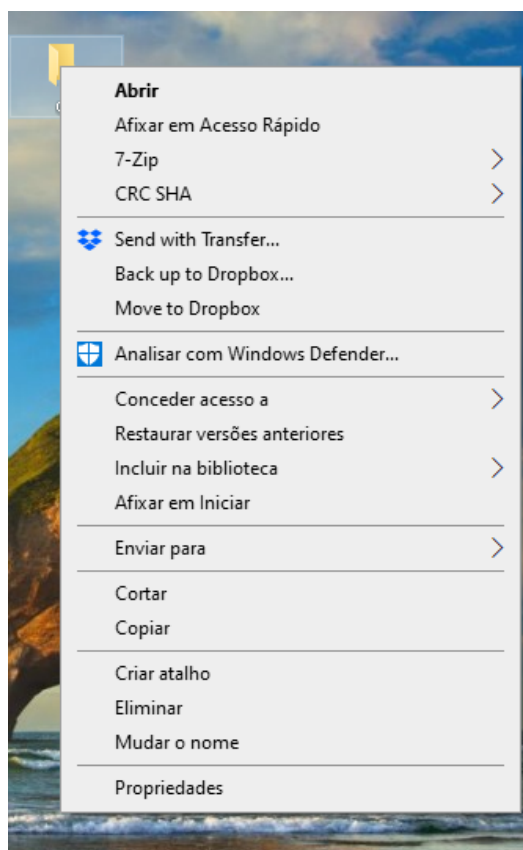 Abrir
Afixar em Acesso Rápido
7-Zip
CRC SHA
Send with Transfer...
Back up to Dropbox...
Move to Dropbox
Analisar com Windows Defender...
Conceder acesso a
Restaurar versões anteriores
Incluir na biblioteca
Afixar em Iniciar
Enviar para
Cortar
Copiar
Criar atalho
Eliminar
Mudar o nome
Propriedades